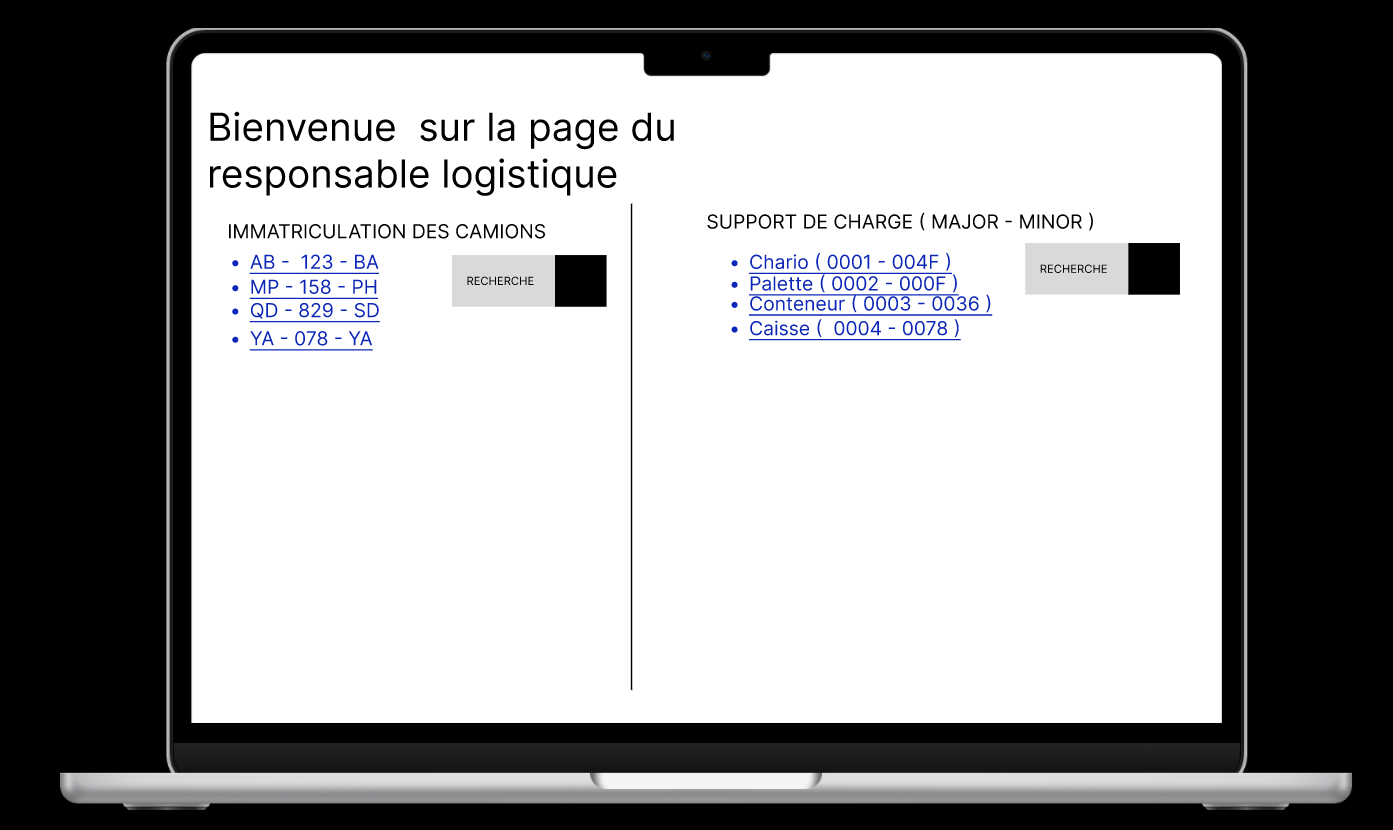 Bienvenue  sur la page du
responsable logistique
IMMATRICULATION DES CAMIONS
AB -  123 - BA
MP - 158 - PH
QD - 829 - SD
YA - 078 - YA
RECHERCHE
SUPPORT DE CHARGE ( MAJOR - MINOR )
Chario ( 0001 - 004F )
Palette ( 0002 - 000F )
Conteneur ( 0003 - 0036 )
Caisse (  0004 - 0078 )
RECHERCHE